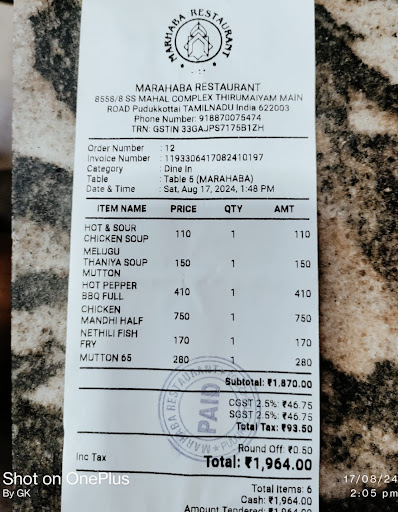 MARHABA RESTAURANT
MARAHABA RESTAURANT
8558/8 SS MAHAL COMPLEX THIRUMAIYAM MAIN
ROAD Pudukkottai TAMILNADU India 622003
Phone Number: 918870075474
TRN: GSTIN 33GAJPS7175B1ZH
Order Number : 12
Invoice Number : 1193306417082410197
Category : Dine In
Table : Table 5 (MARAHABA)
Date & Time : Sat, Aug 17, 2024, 1:48 PM
ITEM NAME PRICE QTY AMT
HOT & SOUR
CHICKEN SOUP 110 1 110
MELUGU
THANIYA SOUP 150 1 150
MUTTON
HOT PEPPER
BBQ FULL 410 1 410
CHICKEN
MANDHI HALF 750 1 750
NETHILI FISH
FRY 170 1 170
MUTTON 65 280 1 280
Subtotal: ₹1,870.00
CGST 2.5%: ₹46.75
SGST 2.5%: ₹46.75
Total Tax: ₹93.50
Round Off: ₹0.50
Inc Tax Total: ₹1,964.00
Total Items: 6
Cash: ₹1,964.00
Amount Tendered: ₹1,964.00
MARHABA RESTAURANT
PAID
Shot on OnePlus
By GK
17/08/24
2:05 pm